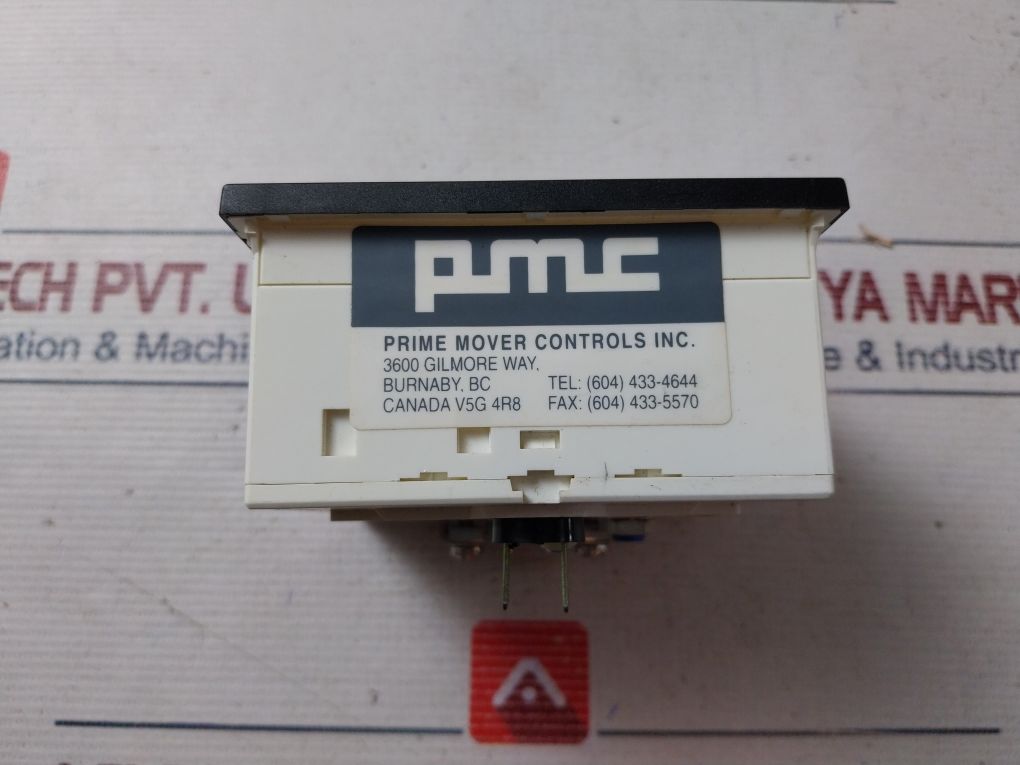 pmc
PRIME MOVER CONTROLS INC.
3600 GILMORE WAY,
BURNABY, BC TEL: (604) 433-4644
CANADA V5G 4R8 FAX: (604) 433-5570
ECH PVT. U
YA MART
ation & Machi
e & Industr